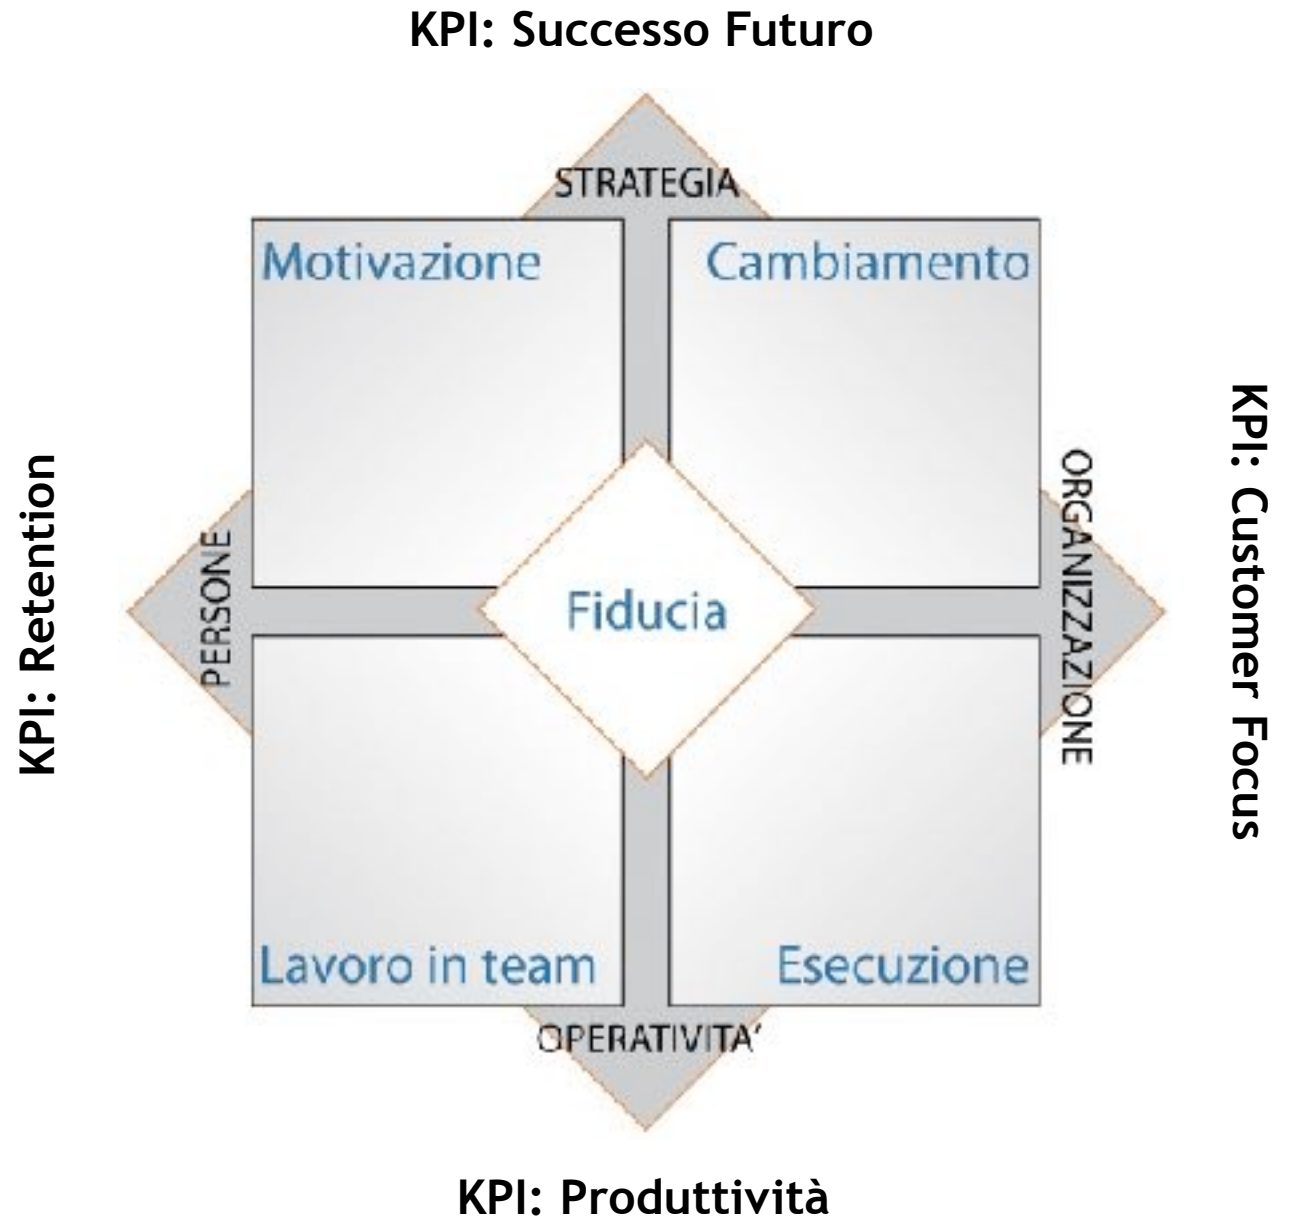 KPI: Successo Futuro
STRATEGIA
Motivazione
Cambiamento
KPI: Retention
PERSONE
Fiducia
ORGANIZZAZIONE
KPI: Customer Focus
Lavoro in team
Esecuzione
OPERATIVITA’
KPI: Produttività